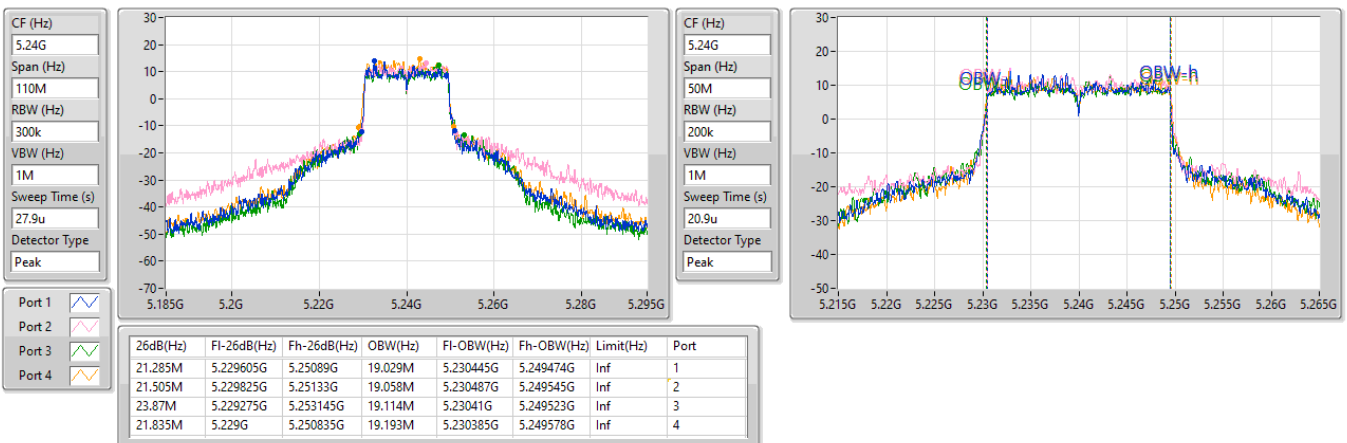 CF (Hz)
5.24G
Span (Hz)
110M
RBW (Hz)
300k
VBW (Hz)
1M
Sweep Time (s)
27.9u
Detector Type
Peak
30
20
10
0
-10
-20
-30
-40
-50
-60
-70
5.185G 5.2G 5.22G 5.24G 5.26G 5.28G 5.295G
CF (Hz)
5.24G
Span (Hz)
50M
RBW (Hz)
200k
VBW (Hz)
1M
Sweep Time (s)
20.9u
Detector Type
Peak
30
20
10
0
-10
-20
-30
-40
-50
OBW-l OBW-h
5.215G 5.22G 5.225G 5.23G 5.235G 5.24G 5.245G 5.25G 5.255G 5.26G 5.265G
Port 1
Port 2
Port 3
Port 4
26dB(Hz) Fl-26dB(Hz) Fh-26dB(Hz) OBW(Hz) Fl-OBW(Hz) Fh-OBW(Hz) Limit(Hz) Port
21.285M 5.229605G 5.25089G 19.029M 5.230445G 5.249474G Inf 1
21.505M 5.229825G 5.25133G 19.058M 5.230487G 5.249545G Inf 2
23.87M 5.229275G 5.253145G 19.114M 5.23041G 5.249523G Inf 3
21.835M 5.229G 5.250835G 19.193M 5.230385G 5.249578G Inf 4